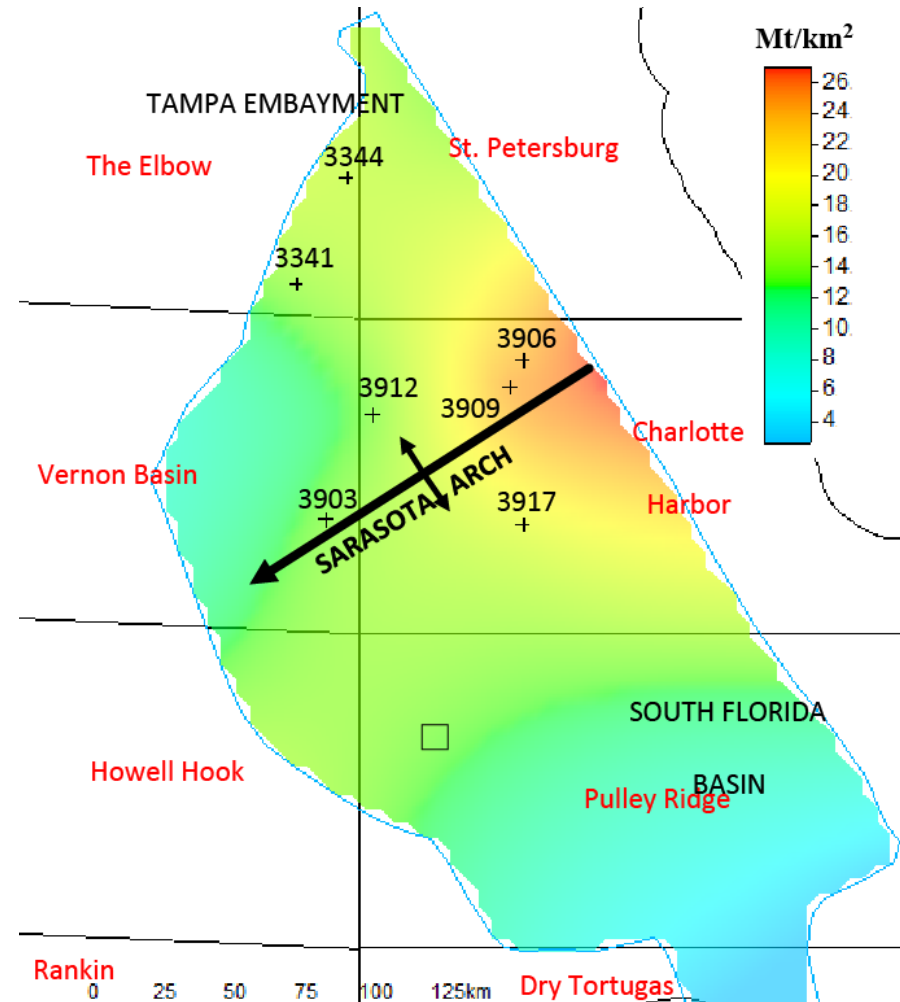 Mt/km²
26
24
22
20
18
16
14
12
10
8
6
4
TAMPA EMBAYMENT
The Elbow
St. Petersburg
3344
3341
3906
3912
3909
Charlotte
Harbor
Vernon Basin
3903
3917
SARASOTA ARCH
SOUTH FLORIDA
BASIN
Howell Hook
Pulley Ridge
Rankin
Dry Tortugas
0 25 50 75 100 125km